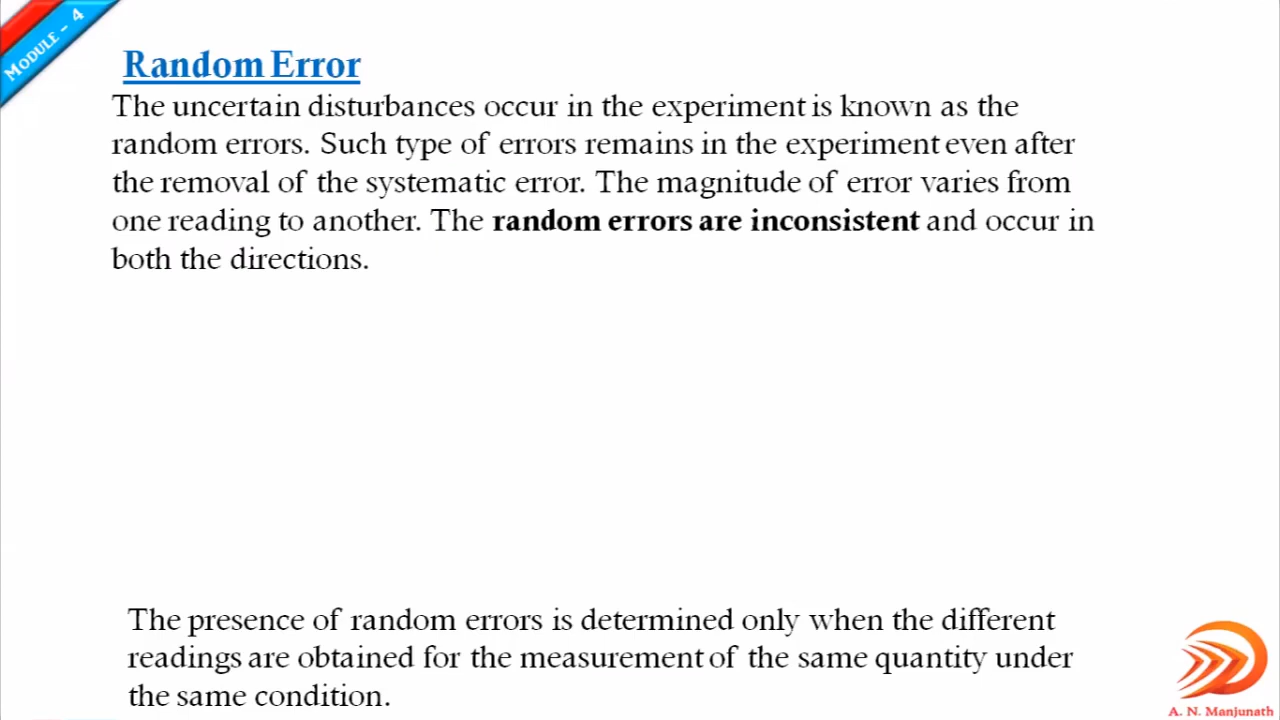 MODULE – 4
Random Error
The uncertain disturbances occur in the experiment is known as the
random errors. Such type of errors remains in the experiment even after
the removal of the systematic error. The magnitude of error varies from
one reading to another. The random errors are inconsistent and occur in
both the directions.
The presence of random errors is determined only when the different
readings are obtained for the measurement of the same quantity under
the same condition.
A. N. Manjunath